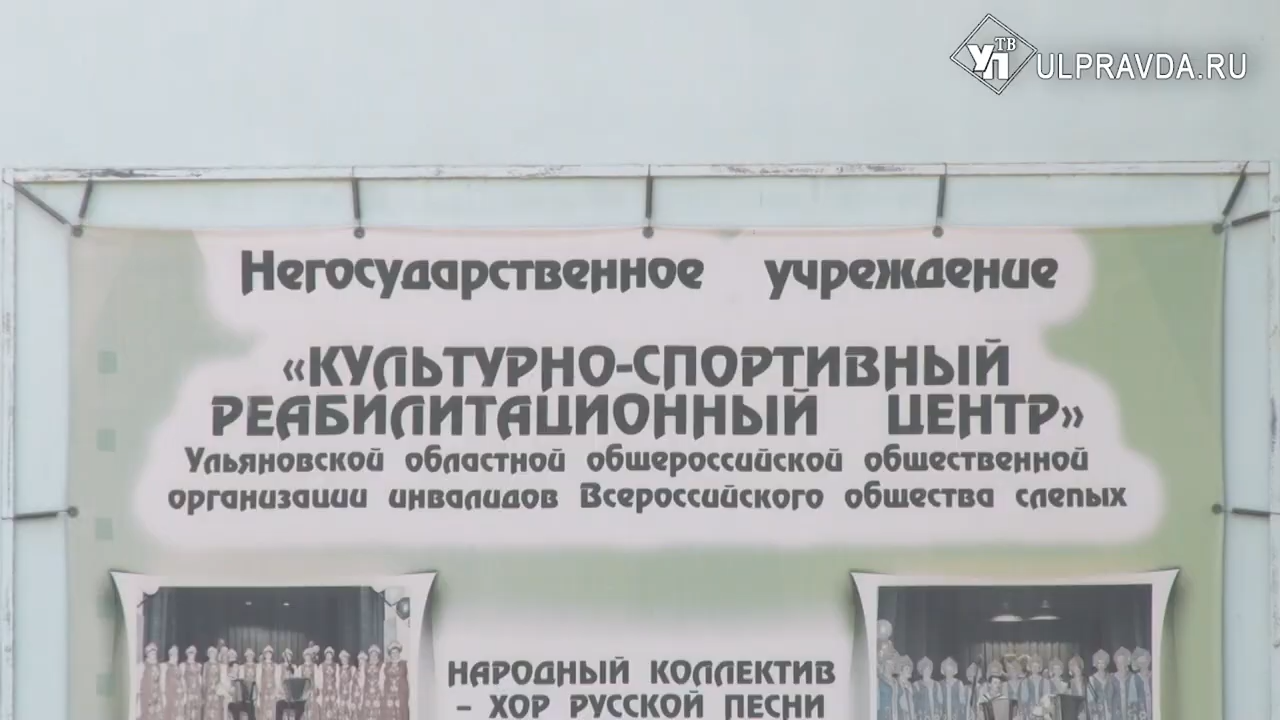 УП ТВ ULPRAVDA.RU
Негосударственное учреждение
«КУЛЬТУРНО-СПОРТИВНЫЙ
РЕАБИЛИТАЦИОННЫЙ ЦЕНТР»
Ульяновской областной общероссийской общественной
организации инвалидов Всероссийского общества слепых
НАРОДНЫЙ КОЛЛЕКТИВ
- ХОР РУССКОЙ ПЕСНИ